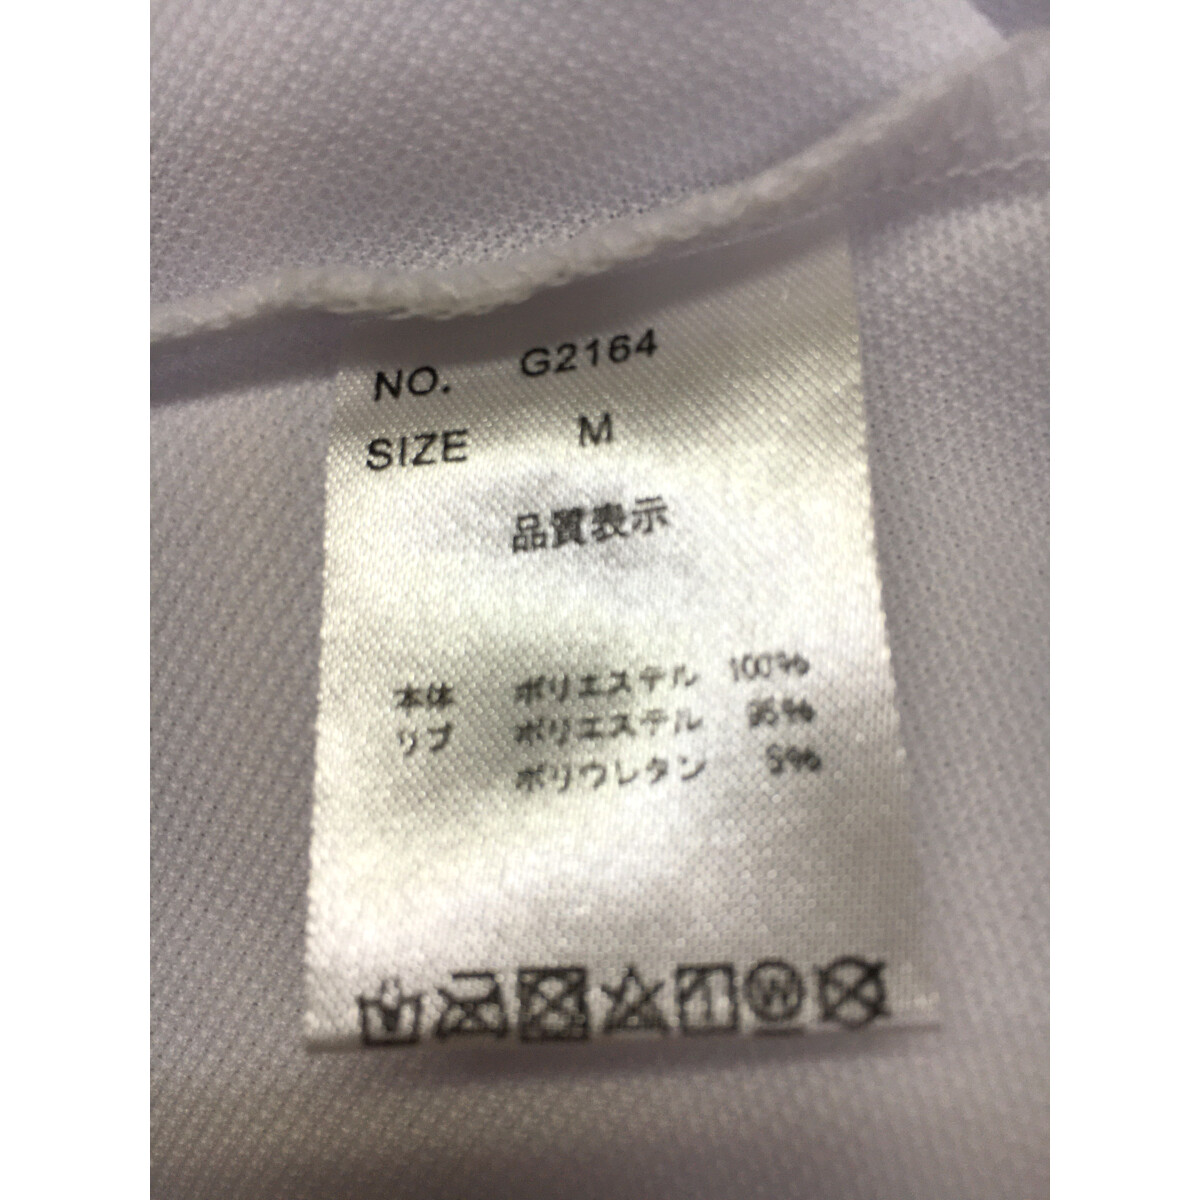 NO. G2164
SIZE M
品質表示
本体 ポリエステル 100%
リブ ポリエステル 95%
ポリウレタン 5%